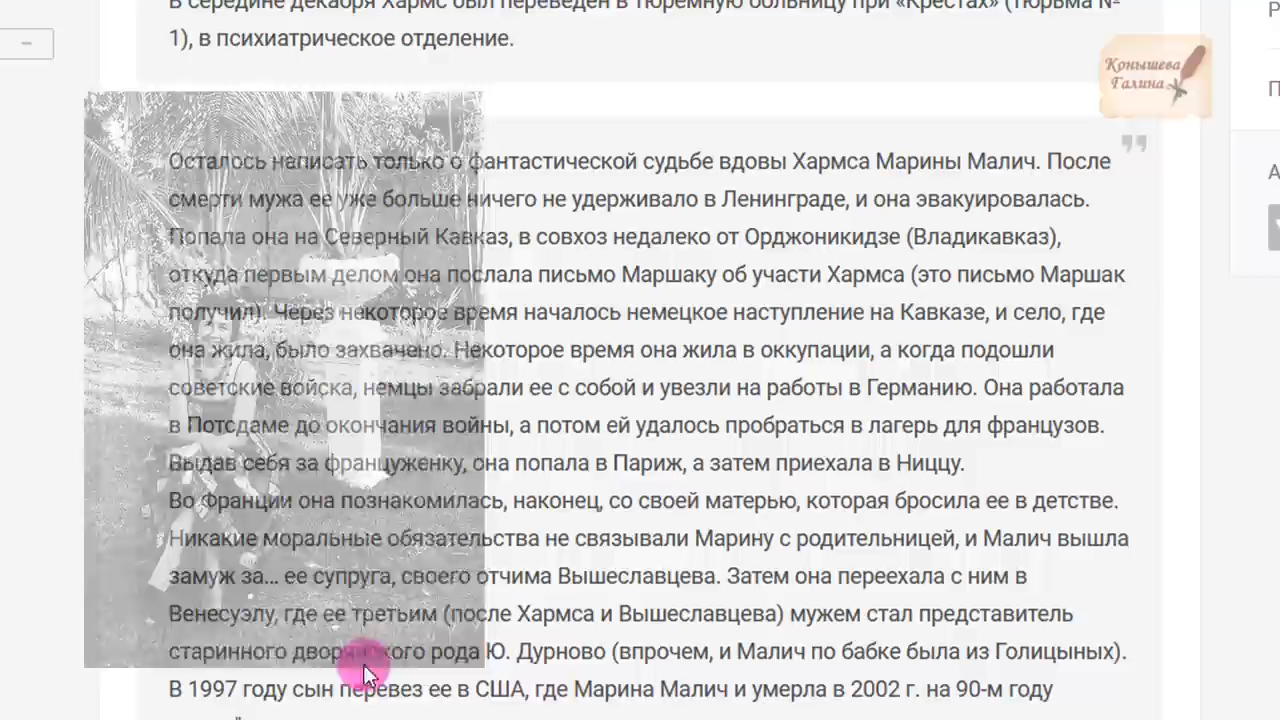 В середине декабря Хармс был переведен в тюремную больницу при «Крестах» (тюрьма №
1), в психиатрическое отделение.
Конышева
Галина
Осталось написать только о фантастической судьбе вдовы Хармса Марины Малич. После
смерти мужа ее уже больше ничего не удерживало в Ленинграде, и она эвакуировалась.
Попала она на Северный Кавказ, в совхоз недалеко от Орджоникидзе (Владикавказ),
откуда первым делом она послала письмо Маршаку об участи Хармса (это письмо Маршак
получил). Через некоторое время началось немецкое наступление на Кавказе, и село, где
она жила, было захвачено. Некоторое время она жила в оккупации, а когда подошли
советские войска, немцы забрали ее с собой и увезли на работы в Германию. Она работала
в Потсдаме до окончания войны, а потом ей удалось пробраться в лагерь для французов.
Выдав себя за француженку, она попала в Париж, а затем приехала в Ниццу.
Во Франции она познакомилась, наконец, со своей матерью, которая бросила ее в детстве.
Никакие моральные обязательства не связывали Марину с родительницей, и Малич вышла
замуж за... ее супруга, своего отчима Вышеславцева. Затем она переехала с ним в
Венесуэлу, где ее третьим (после Хармса и Вышеславцева) мужем стал представитель
старинного дворянского рода Ю. Дурново (впрочем, и Малич по бабке была из Голицыных).
В 1997 году сын перевез ее в США, где Марина Малич и умерла в 2002 г. на 90-м году